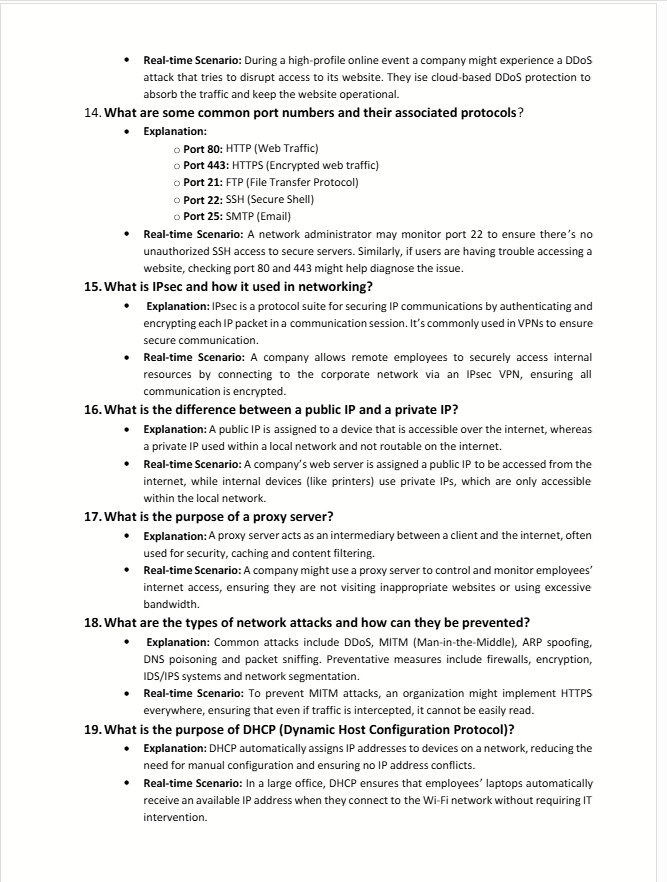 • Real-time Scenario: During a high-profile online event a company might experience a DDoS
attack that tries to disrupt access to its website. They ise cloud-based DDoS protection to
absorb the traffic and keep the website operational.
14. What are some common port numbers and their associated protocols?
• Explanation:
○ Port 80: HTTP (Web Traffic)
○ Port 443: HTTPS (Encrypted web traffic)
○ Port 21: FTP (File Transfer Protocol)
○ Port 22: SSH (Secure Shell)
○ Port 25: SMTP (Email)
• Real-time Scenario: A network administrator may monitor port 22 to ensure there's no
unauthorized SSH access to secure servers. Similarly, if users are having trouble accessing a
website, checking port 80 and 443 might help diagnose the issue.
15. What is IPsec and how it used in networking?
• Explanation: IPsec is a protocol suite for securing IP communications by authenticating and
encrypting each IP packet in a communication session. It's commonly used in VPNs to ensure
secure communication.
• Real-time Scenario: A company allows remote employees to securely access internal
resources by connecting to the corporate network via an IPsec VPN, ensuring all
communication is encrypted.
16. What is the difference between a public IP and a private IP?
• Explanation: A public IP is assigned to a device that is accessible over the internet, whereas
a private IP used within a local network and not routable on the internet.
• Real-time Scenario: A company's web server is assigned a public IP to be accessed from the
internet, while internal devices (like printers) use private IPs, which are only accessible
within the local network.
17. What is the purpose of a proxy server?
• Explanation: A proxy server acts as an intermediary between a client and the internet, often
used for security, caching and content filtering.
• Real-time Scenario: A company might use a proxy server to control and monitor employees'
internet access, ensuring they are not visiting inappropriate websites or using excessive
bandwidth.
18. What are the types of network attacks and how can they be prevented?
• Explanation: Common attacks include DDoS, MITM (Man-in-the-Middle), ARP spoofing,
DNS poisoning and packet sniffing. Preventative measures include firewalls, encryption,
IDS/IPS systems and network segmentation.
• Real-time Scenario: To prevent MITM attacks, an organization might implement HTTPS
everywhere, ensuring that even if traffic is intercepted, it cannot be easily read.
19. What is the purpose of DHCP (Dynamic Host Configuration Protocol)?
• Explanation: DHCP automatically assigns IP addresses to devices on a network, reducing the
need for manual configuration and ensuring no IP address conflicts.
• Real-time Scenario: In a large office, DHCP ensures that employees' laptops automatically
receive an available IP address when they connect to the Wi-Fi network without requiring IT
intervention.